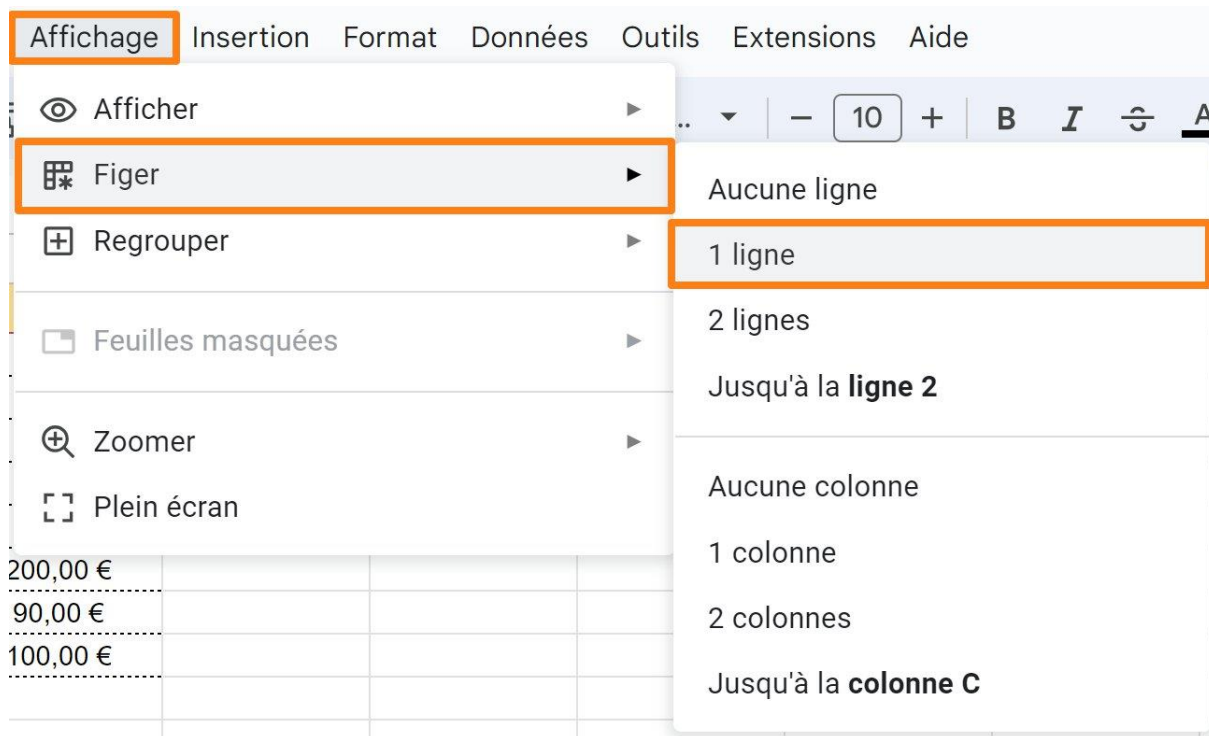 Affichage Insertion Format Données Outils Extensions Aide
.. 10 B I S A
Afficher
Figer
Regrouper
Feuilles masquées
Zoomer
Plein écran
Aucune ligne
1 ligne
2 lignes
Jusqu'à la ligne 2
Aucune colonne
1 colonne
2 colonnes
Jusqu'à la colonne C
200,00 €
90,00 €
100,00 €